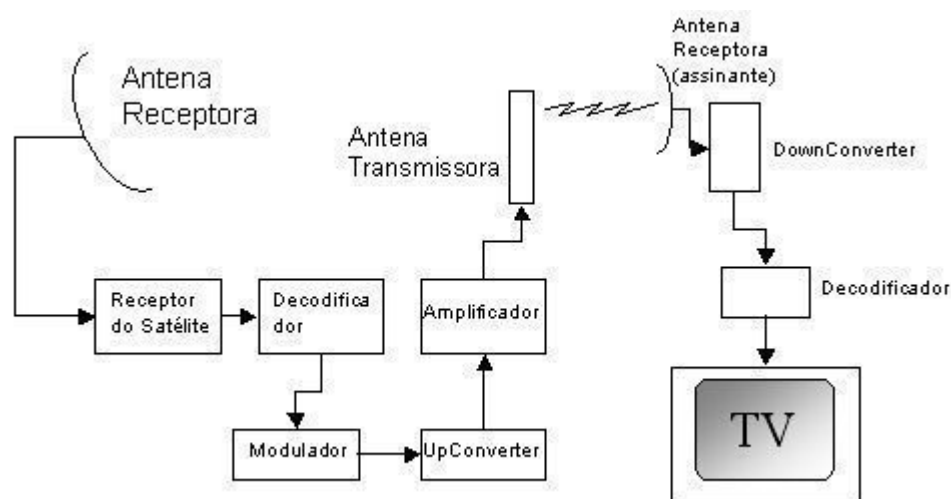 Antena
Receptora
Antena
Transmissora
Antena
Receptora
(assinante)
DownConverter
Decodificador
Receptor
do Satélite
Decodifica
dor
Amplificador
Modulador
UpConverter
TV